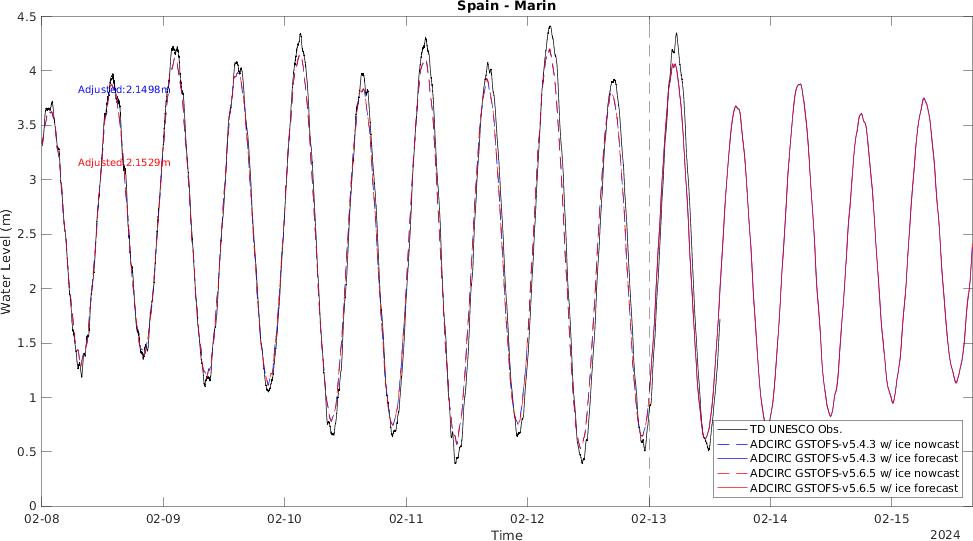 Spain - Marin
4.5
4
3.5
3
2.5
2
1.5
1
0.5
0
Water Level (m)
Adjusted:2.1498m
Adjusted:2.1529m
TD UNESCO Obs.
ADCIRC GSTOFS-v5.4.3 w/ ice nowcast
ADCIRC GSTOFS-v5.4.3 w/ ice forecast
ADCIRC GSTOFS-v5.6.5 w/ ice nowcast
ADCIRC GSTOFS-v5.6.5 w/ ice forecast
02-08 02-09 02-10 02-11 02-12 02-13 02-14 02-15
Time
2024